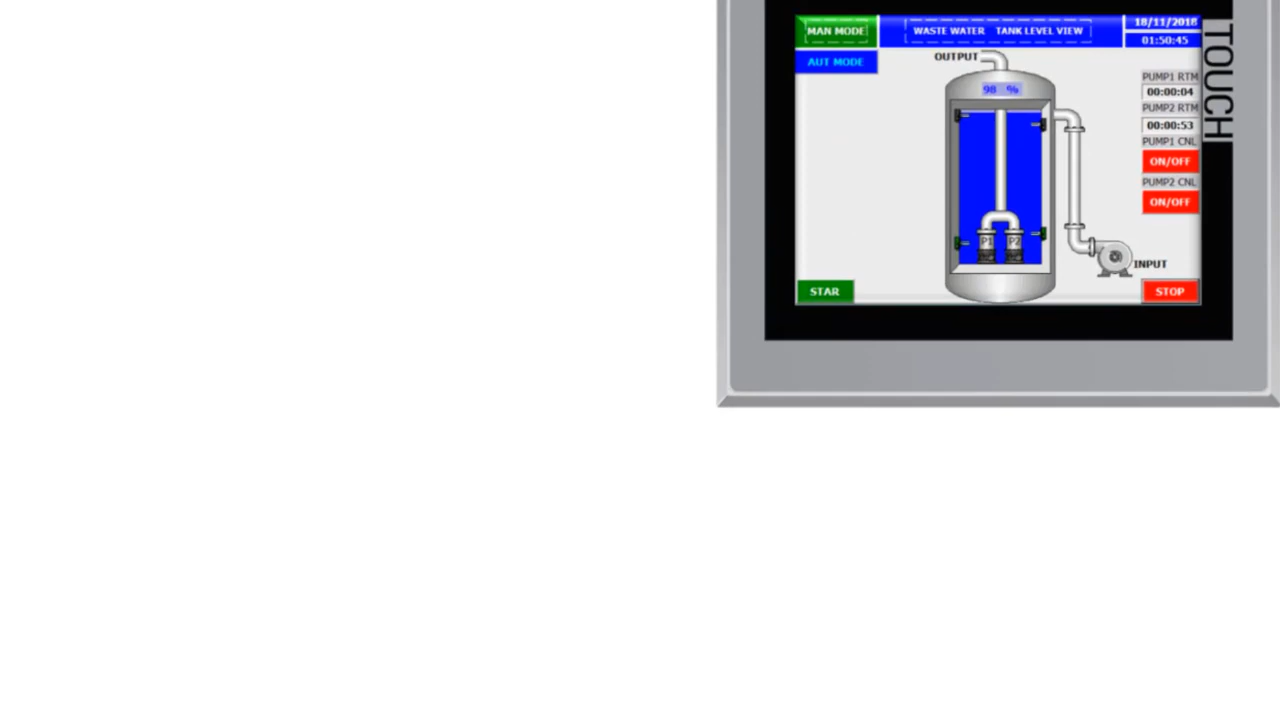 MAN MODE
WASTE WATER TANK LEVEL VIEW
18/11/2018
01:50:45
AUT MODE
OUTPUT
98 %
PUMP1 RTM
00:00:04
PUMP2 RTM
00:00:53
PUMP1 CNL
ON/OFF
PUMP2 CNL
ON/OFF
P1 P2
INPUT
STAR
STOP
TOUCH